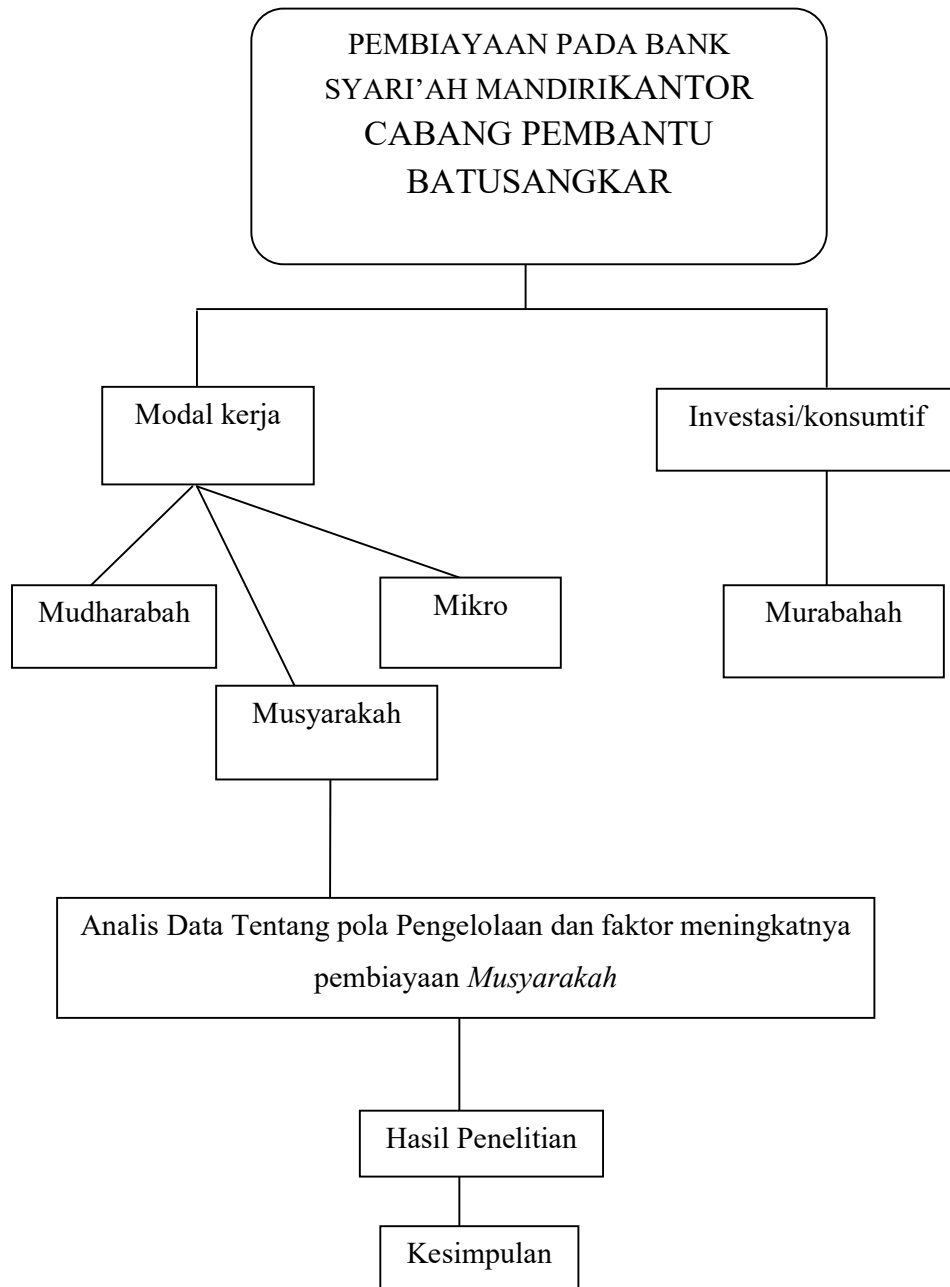 PEMBIAYAAN PADA BANK
SYARI’AH MANDIRIKANTOR
CABANG PEMBANTU
BATUSANGKAR
Modal kerja
Investasi/konsumtif
Mudharabah
Mikro
Murabahah
Musyarakah
Analis Data Tentang pola Pengelolaan dan faktor meningkatnya
pembiayaan Musyarakah
Hasil Penelitian
Kesimpulan